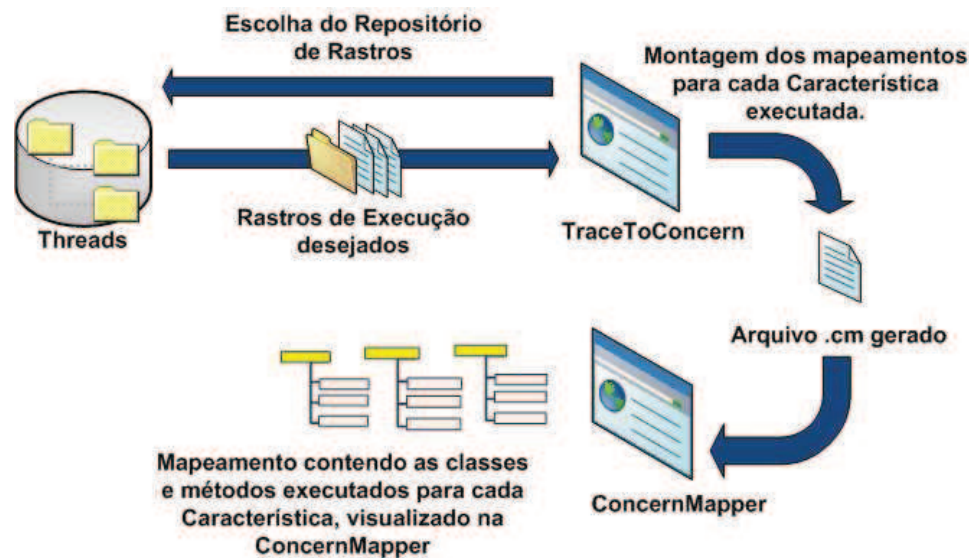 Escolha do Repositório
de Rastros
Montagem dos mapeamentos
para cada Característica
executada.
Threads
Rastros de Execução
desejados
TraceToConcern
Arquivo .cm gerado
Mapeamento contendo as classes
e métodos executados para cada
Característica, visualizado na
ConcernMapper
ConcernMapper